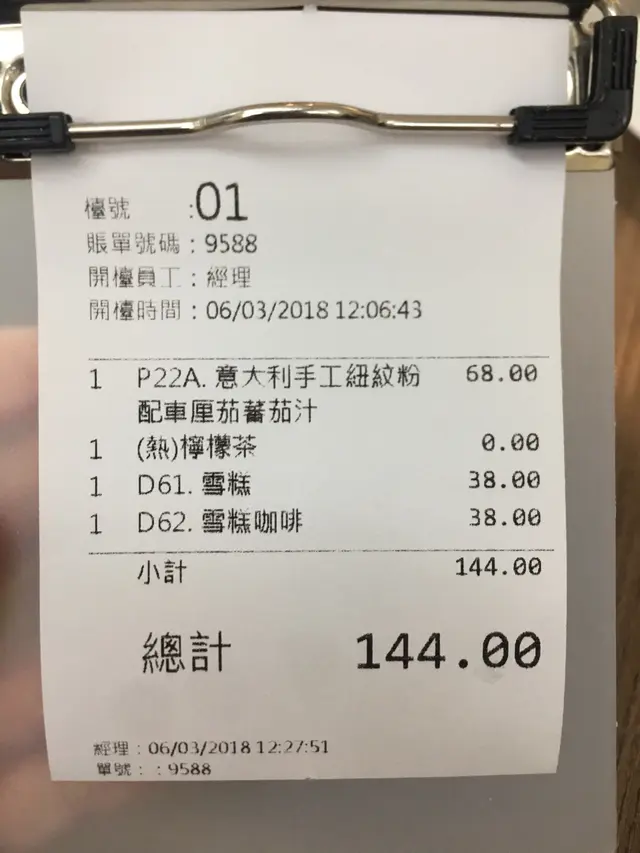 檯號 :01
賬單號碼 : 9588
開檯員工 : 經理
開檯時間 : 06/03/2018 12:06:43
1 P22A. 意大利手工紐紋粉 68.00
配車厘茄蕃茄汁
1 (熱)檸檬茶 0.00
1 D61. 雪糕 38.00
1 D62. 雪糕咖啡 38.00
小計 144.00
總計 144.00
經理 : 06/03/2018 12:27:51
單號 : : 9588